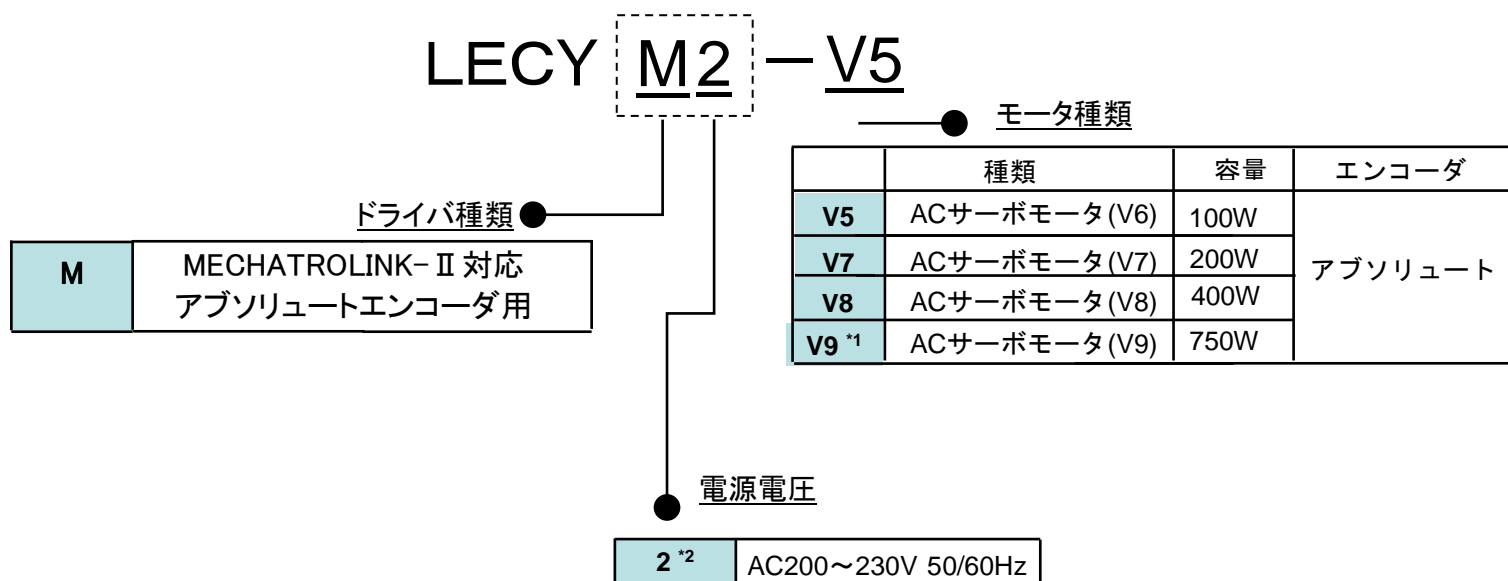 LECY M2－V5
モータ種類
種類 容量 エンコーダ
V5 ACサーボモータ(V6) 100W
V7 ACサーボモータ(V7) 200W
アブソリュート
V8 ACサーボモータ(V8) 400W
V9 *1 ACサーボモータ(V9) 750W
ドライバ種類
M MECHATROLINK-Ⅱ対応
アブソリュートエンコーダ用
電源電圧
2 *2 AC200～230V 50/60Hz